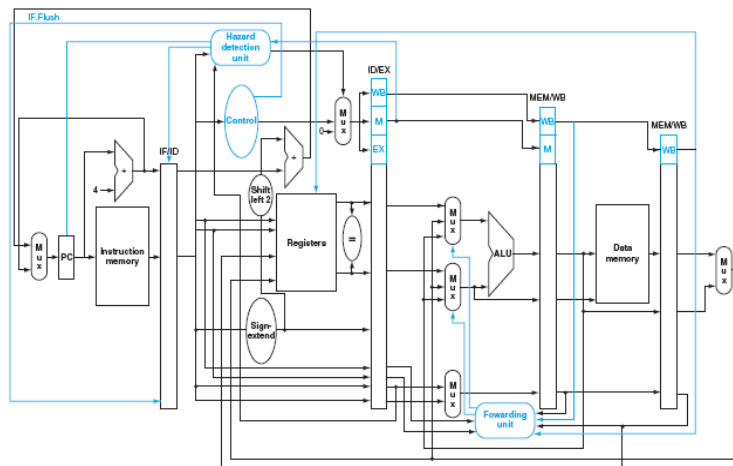 IF.Flush
Hazard
detection
unit
ID/EX
WB
MEM/WB
Control
M
u
x
0
M
WB
MEM/WB
EX
M
WB
IF/ID
+
+
4
Shift
left 2
M
u
x
PC
Instruction
memory
Registers
=
M
u
x
ALU
M
u
x
Data
memory
M
u
x
Sign-
extend
M
u
x
Fowarding
unit